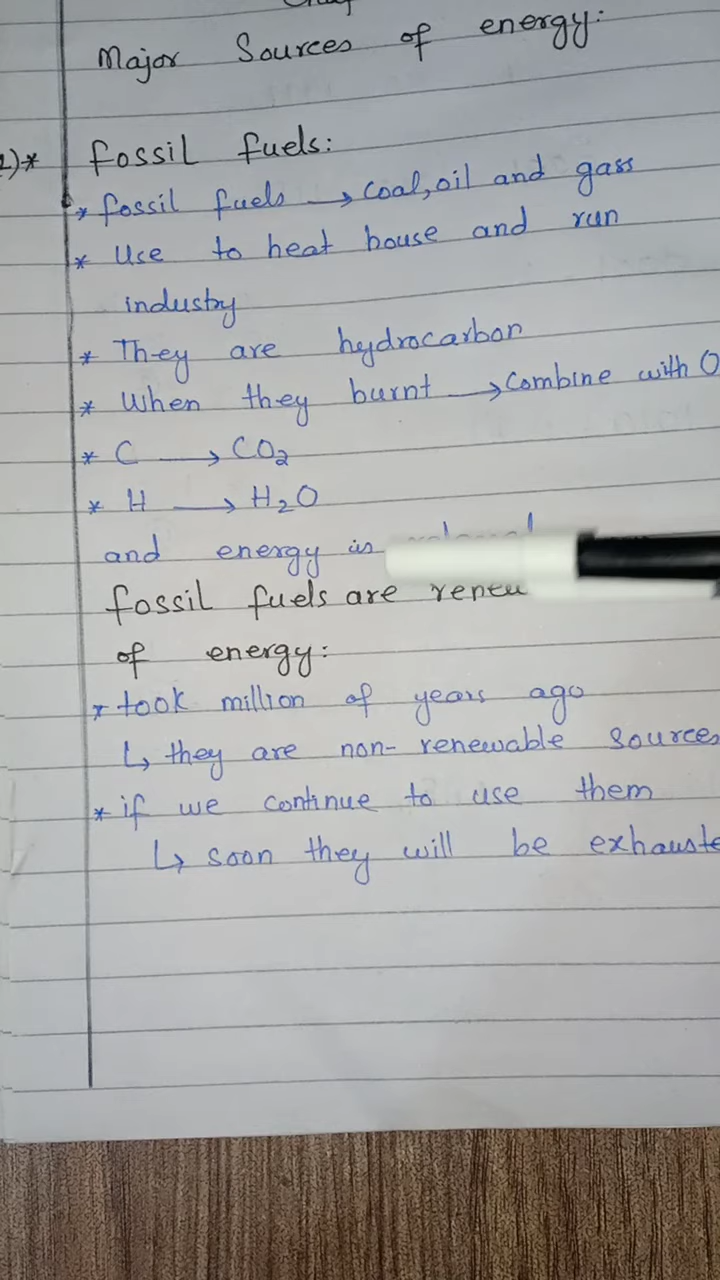 Major Sources of energy:
* Fossil fuels:
* fossil fuels → coal, oil and gass
* Use to heat house and run
industry
* They are hydrocarbon
* When they burnt → Combine with O
* C → CO₂
* H → H₂O
and energy is
fossil fuels are
of energy:
* took million of years ago
↳ they are non-renewable sources
* if we continue to use them
↳ soon they will be